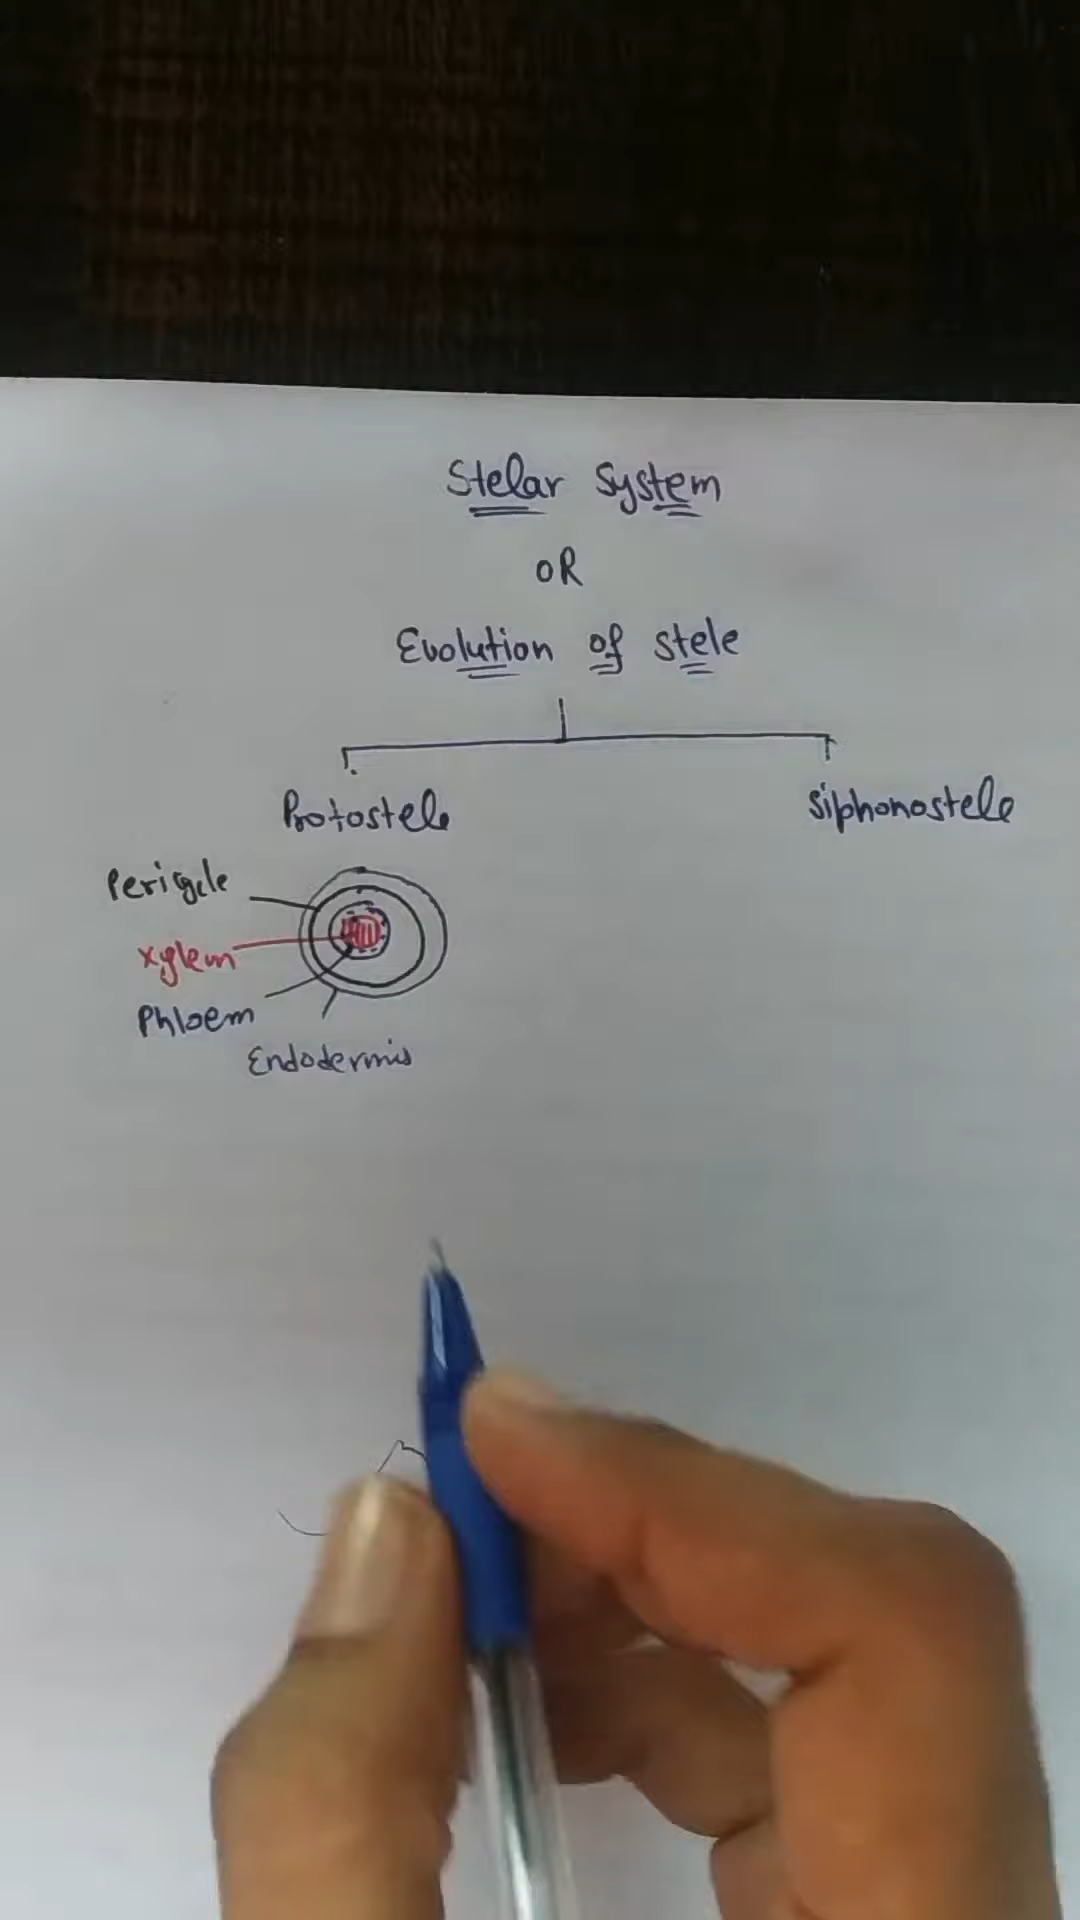 Stelar System
OR
Evolution of stele
Protostele
Siphonostele
Pericycle
xylem
Phloem
Endodermis